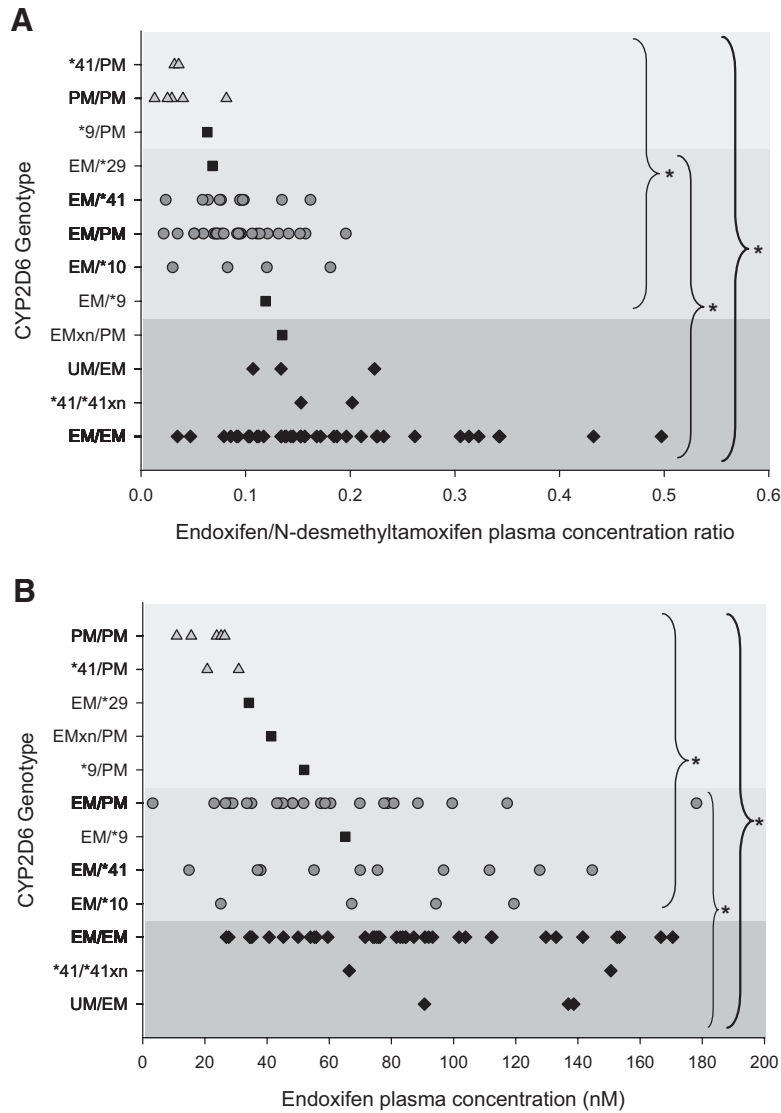 A
CYP2D6 Genotype
*41/PM
PM/PM
*9/PM
EM/*29
EM/*41
EM/PM
EM/*10
EM/*9
EMxn/PM
UM/EM
*41/*41xn
EM/EM
*
*
*
0.0 0.1 0.2 0.3 0.4 0.5 0.6
Endoxifen/N-desmethyltamoxifen plasma concentration ratio
B
CYP2D6 Genotype
PM/PM
*41/PM
EM/*29
EMxn/PM
*9/PM
EM/PM
EM/*9
EM/*41
EM/*10
EM/EM
*41/*41xn
UM/EM
*
*
*
0 20 40 60 80 100 120 140 160 180 200
Endoxifen plasma concentration (nM)